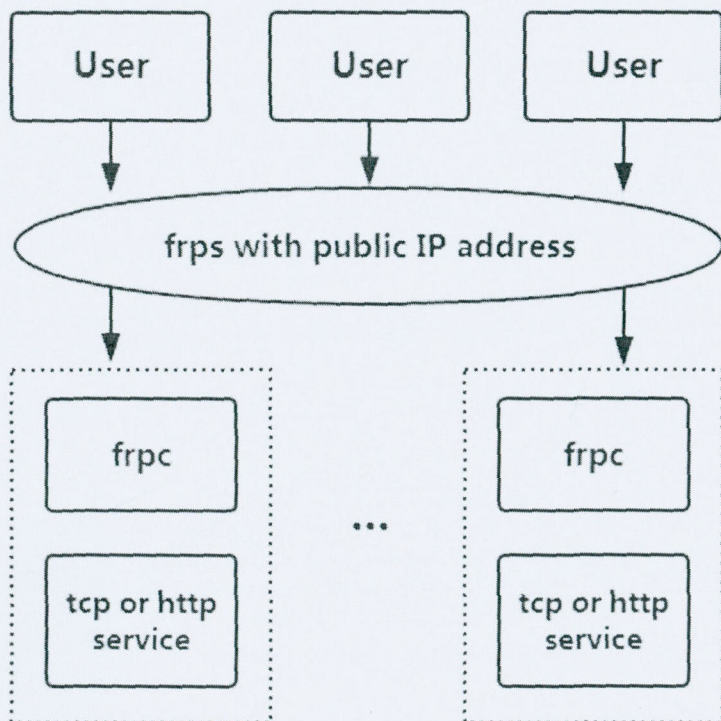 User
User
User
frps with public IP address
frpc
frpc
...
tcp or http
service
tcp or http
service